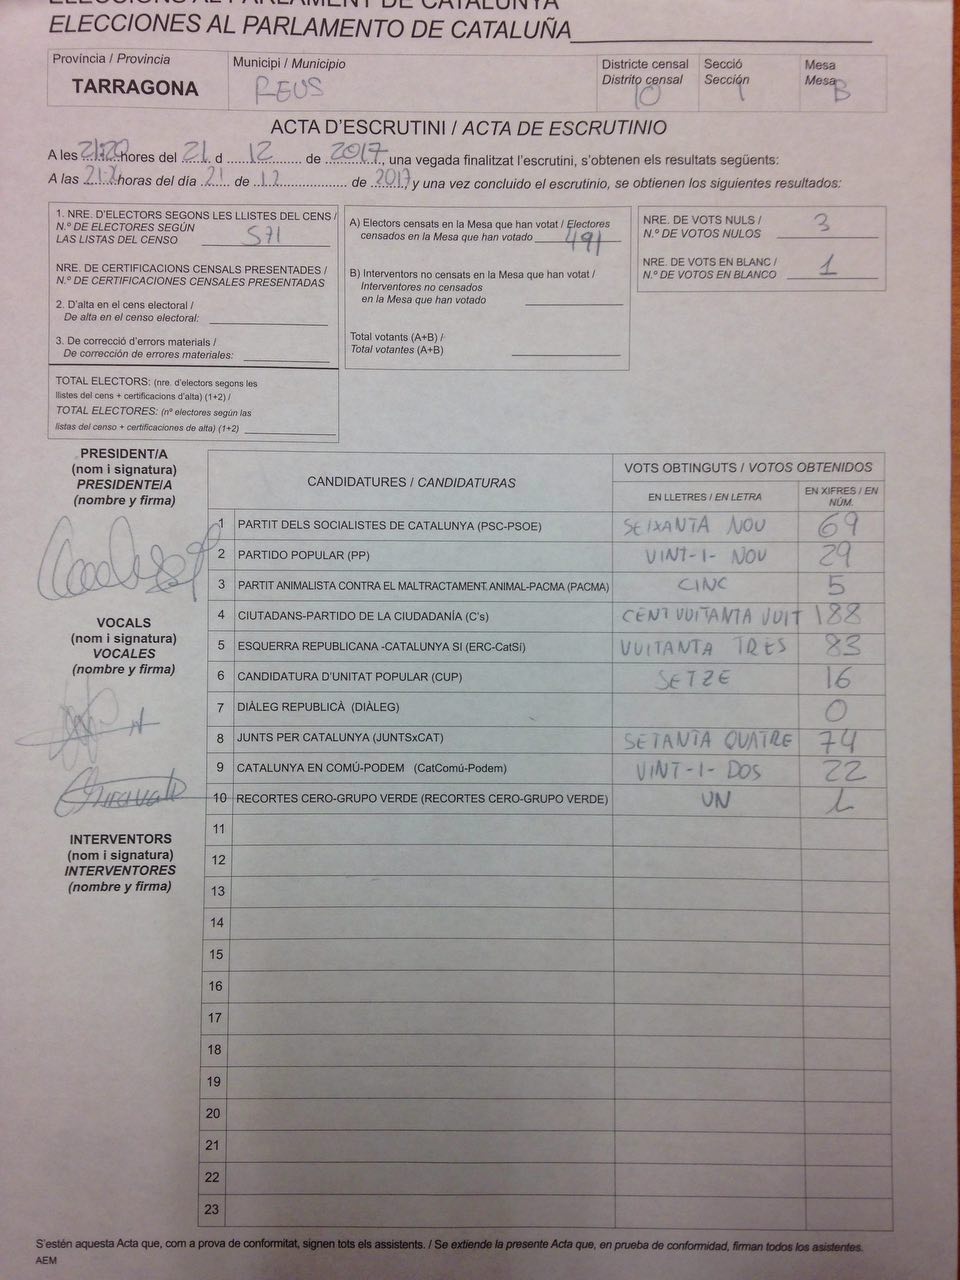 ELECCIONS AL PARLAMENT DE CATALUNYA
ELECCIONES AL PARLAMENTO DE CATALUÑA
Província / Provincia
TARRAGONA
Municipi / Municipio
REUS
Districte censal
Distrito censal
10
Secció
Sección
1
Mesa
Mesa
B
ACTA D'ESCRUTINI / ACTA DE ESCRUTINIO
A les 21:20 hores del 21 d 12 de 2017, una vegada finalitzat l'escrutini, s'obtenen els resultats següents:
A las horas del día 21 de 12 de 2017, y una vez concluido el escrutinio, se obtienen los siguientes resultados:
1. NRE. D'ELECTORS SEGONS LES LLISTES DEL CENS /
N.º DE ELECTORES SEGÚN
LAS LISTAS DEL CENSO 571
NRE. DE CERTIFICACIONS CENSALS PRESENTADES /
N.º DE CERTIFICACIONES CENSALES PRESENTADAS
2. D'alta en el cens electoral /
De alta en el censo electoral:
3. De correcció d'errors materials /
De corrección de errores materiales:
TOTAL ELECTORS: (nre. d'electors segons les
llistes del cens + certificacions d'alta) (1+2) /
TOTAL ELECTORES: (nº electores según las
listas del censo + certificaciones de alta) (1+2)
A) Electors censats en la Mesa que han votat / Electores
censados en la Mesa que han votado 491
B) Interventors no censats en la Mesa que han votat /
Interventores no censados
en la Mesa que han votado
Total votants (A+B) /
Total votantes (A+B)
NRE. DE VOTS NULS /
N.º DE VOTOS NULOS 3
NRE. DE VOTS EN BLANC /
N.º DE VOTOS EN BLANCO 1
PRESIDENT/A
(nom i signatura)
PRESIDENTE/A
(nombre y firma)
VOCALS
(nom i signatura)
VOCALES
(nombre y firma)
INTERVENTORS
(nom i signatura)
INTERVENTORES
(nombre y firma)
CANDIDATURES / CANDIDATURAS
VOTS OBTINGUTS / VOTOS OBTENIDOS
EN LLETRES / EN LETRA
EN XIFRES / EN
NÚM.
1 PARTIT DELS SOCIALISTES DE CATALUNYA (PSC-PSOE) SEIXANTA NOU 69
2 PARTIDO POPULAR (PP) VINT-I-NOU 29
3 PARTIT ANIMALISTA CONTRA EL MALTRACTAMENT ANIMAL-PACMA (PACMA) CINC 5
4 CIUTADANS-PARTIDO DE LA CIUDADANÍA (C's) CENT VUITANTA VUIT 188
5 ESQUERRA REPUBLICANA -CATALUNYA SI (ERC-CatSí) VUITANTA TRES 83
6 CANDIDATURA D'UNITAT POPULAR (CUP) SETZE 16
7 DIÀLEG REPUBLICÀ (DIÀLEG) 0
8 JUNTS PER CATALUNYA (JUNTSxCAT) SETANTA QUATRE 74
9 CATALUNYA EN COMÚ-PODEM (CatComú-Podem) VINT-I-DOS 22
10 RECORTES CERO-GRUPO VERDE (RECORTES CERO-GRUPO VERDE) UN 1
11
12
13
14
15
16
17
18
19
20
21
22
23
S'estén aquesta Acta que, com a prova de conformitat, signen tots els assistents. / Se extiende la presente Acta que, en prueba de conformidad, firman todos los asistentes.
AEM